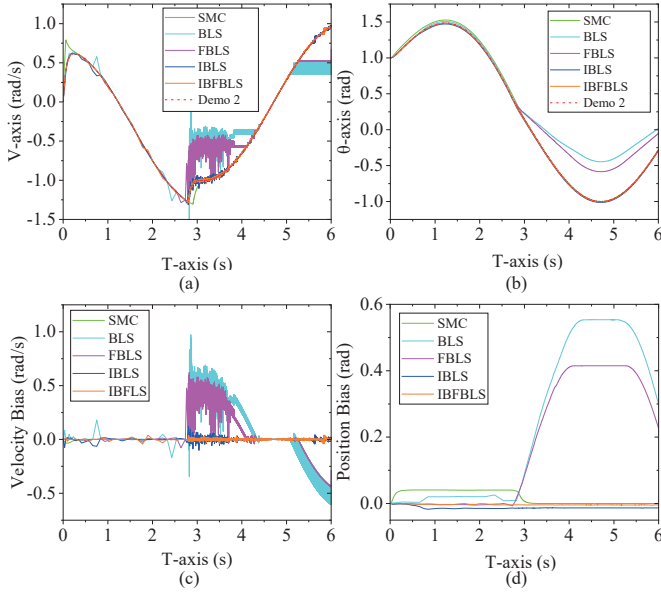 V-axis (rad/s)
1.0
0.5
0.0
-0.5
-1.0
-1.5
SMC
BLS
FBLS
IBLS
IBFBLS
Demo 2
0 1 2 3 4 5 6
T-axis (s)
(a)
θ-axis (rad)
1.5
1.0
0.5
0.0
-0.5
-1.0
SMC
BLS
FBLS
IBLS
IBFBLS
Demo 2
0 1 2 3 4 5 6
T-axis (s)
(b)
Velocity Bias (rad/s)
1.0
0.5
0.0
-0.5
SMC
BLS
FBLS
IBLS
IBFLS
0 1 2 3 4 5 6
T-axis (s)
(c)
Position Bias (rad)
0.6
0.4
0.2
0.0
SMC
BLS
FBLS
IBLS
IBFBLS
0 1 2 3 4 5 6
T-axis (s)
(d)